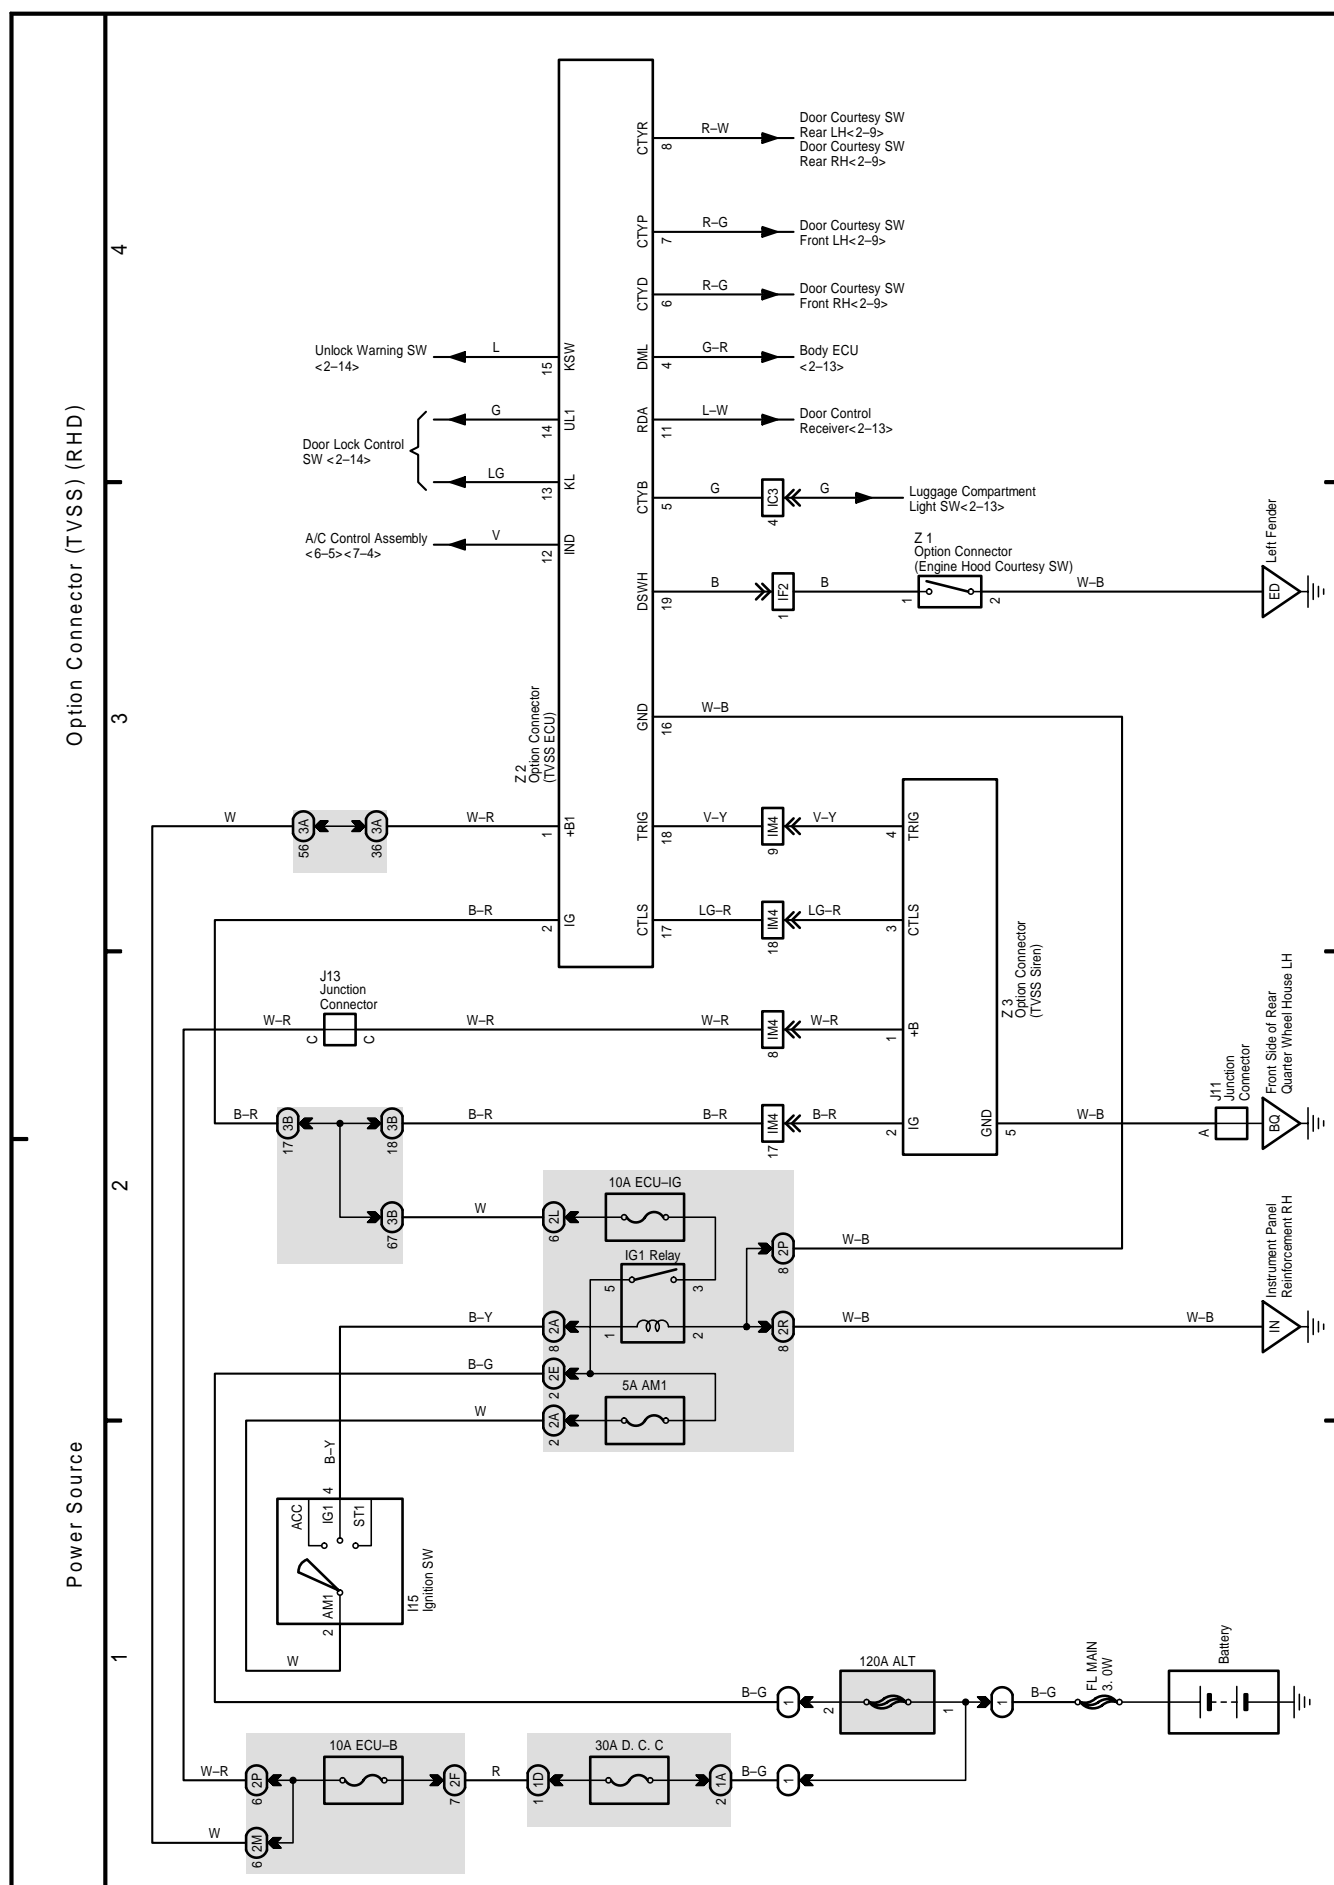 Option Connector (TVSS) (RHD)
Power Source
4
3
2
1
CTYR
8
R–W
Door Courtesy SW
Rear LH<2–9>
Door Courtesy SW
Rear RH<2–9>
CTYP
7
R–G
Door Courtesy SW
Front LH<2–9>
CTYD
6
R–G
Door Courtesy SW
Front RH<2–9>
Unlock Warning SW
<2–14>
L
15
KSW
DML
4
G–R
Body ECU
<2–13>
G
14
UL1
RDA
11
L–W
Door Control
Receiver<2–13>
Door Lock Control
SW <2–14>
LG
13
KL
CTYB
5
G
IC3
4
G
Luggage Compartment
Light SW<2–13>
A/C Control Assembly
<6–5><7–4>
V
12
IND
Z 1
Option Connector
(Engine Hood Courtesy SW)
DSWH
19
B
IF2
1
B
1
2
W–B
ED
Left Fender
Z 2
Option Connector
(TVSS ECU)
GND
16
W–B
W
3A
56
3A
36
W–R
1
+B1
TRIG
18
V–Y
IM4
9
V–Y
4
TRIG
B–R
2
IG
CTLS
17
LG–R
IM4
18
LG–R
3
CTLS
J13
Junction
Connector
W–R
C
C
W–R
W–R
IM4
8
W–R
1
+B
Z 3
Option Connector
(TVSS Siren)
B–R
3B
17
3B
18
B–R
B–R
IM4
17
B–R
2
IG
GND
5
W–B
A
J11
Junction
Connector
BQ
Front Side of Rear
Quarter Wheel House LH
3B
67
W
2L
6
10A ECU–IG
IG1 Relay
5
3
2P
8
W–B
B–Y
2A
8
1
2
2R
8
W–B
W–B
IN
Instrument Panel
Reinforcement RH
B–G
2E
2
5A AM1
W
2A
2
B–Y
4
ACC
IG1
ST1
AM1
2
I15
Ignition SW
W
B–G
1
2
120A ALT
1
1
B–G
FL MAIN
3. 0W
Battery
W–R
2P
6
10A ECU–B
2F
7
R
1D
1
30A D. C. C
1A
2
B–G
1
W
2M
6